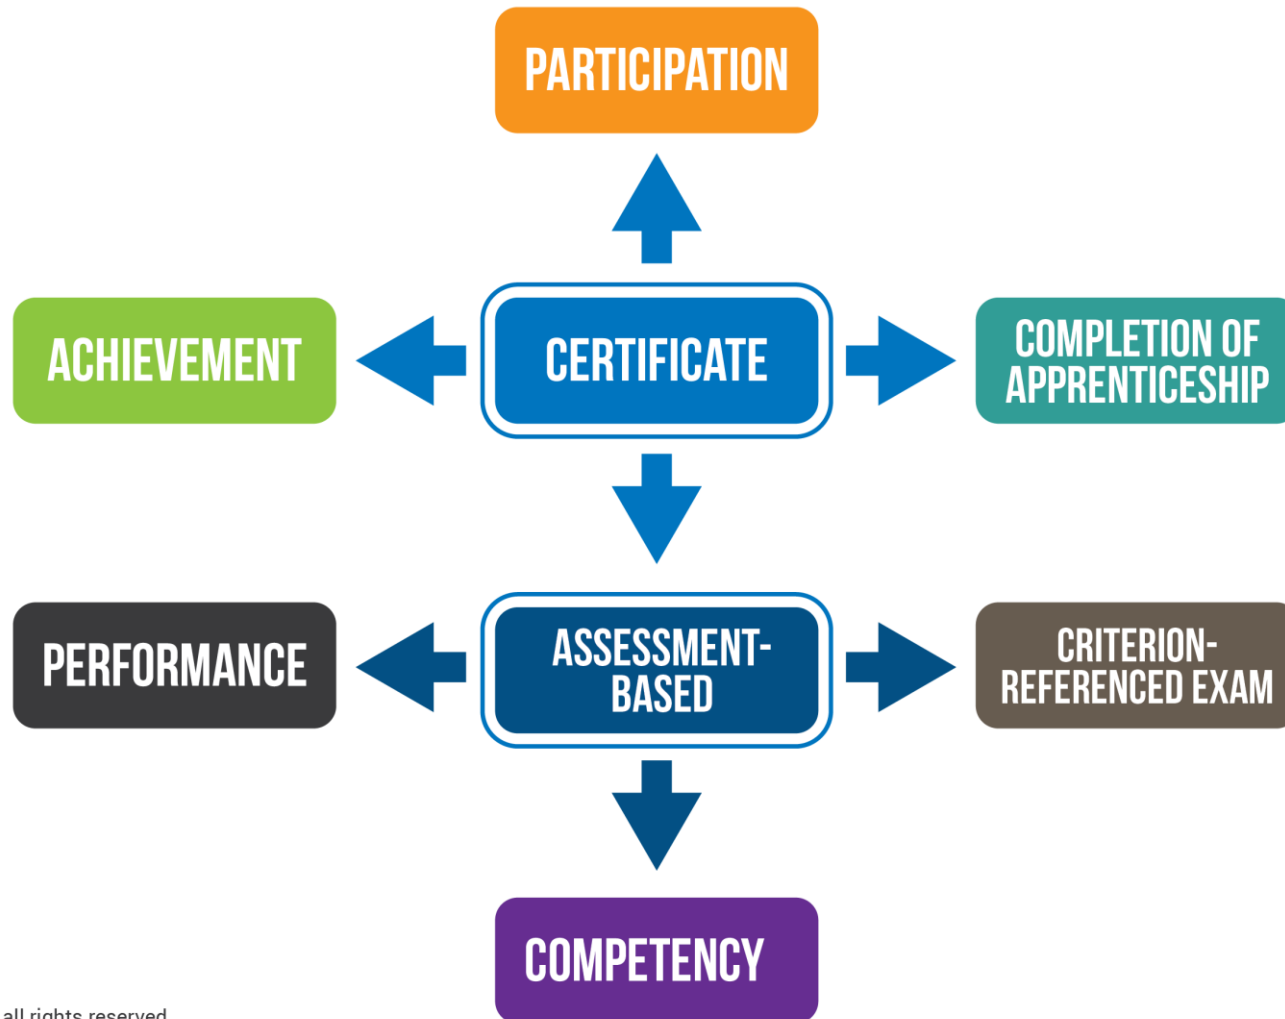 PARTICIPATION
ACHIEVEMENT
CERTIFICATE
COMPLETION OF
APPRENTICESHIP
PERFORMANCE
ASSESSMENT-
BASED
CRITERION-
REFERENCED EXAM
COMPETENCY
all rights reserved